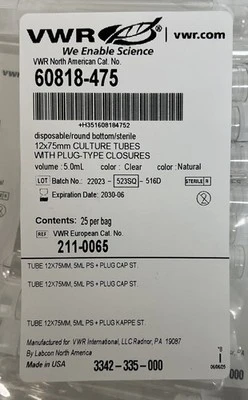 VWR | vwr.com
We Enable Science
VWR North American Cat. No.
60818-475
+H351608184752
disposable/round bottom/sterile
12x75mm CULTURE TUBES
WITH PLUG-TYPE CLOSURES
volume : 5.0mL color : Clear color : Natural
LOT Batch No.: 22023 - 523SQ - 516D STERILE R
Expiration Date: 2030-06
Contents: 25 per bag
REF VWR European Cat. No.
211-0065
TUBE 12X75MM, 5ML PS + PLUG CAP ST.
TUBE 12X75MM, 5ML PS + PLUG CAP ST
TUBE 12X75MM, 5ML PS + PLUG KAPPE ST.
Manufactured for VWR International, LLC Radnor, PA 19087
By Labcon North America
Made in USA 3342-335-000